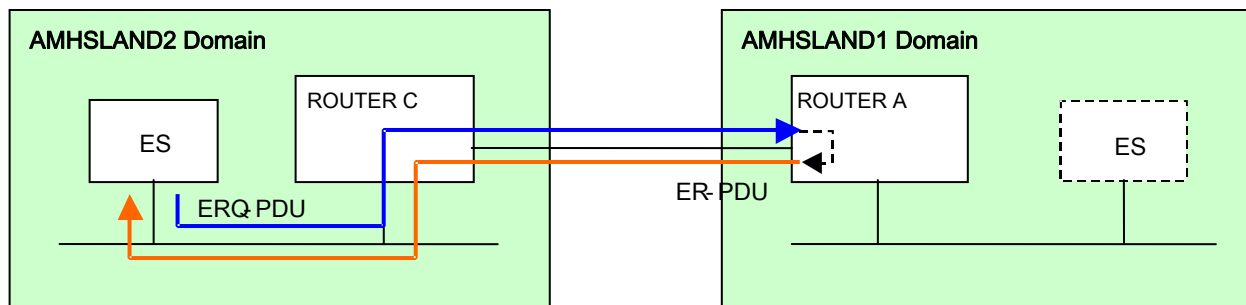 AMHSLAND2 Domain
AMHSLAND1 Domain
ROUTER C
ROUTER A
ES
ES
ERQ-PDU
ER-PDU